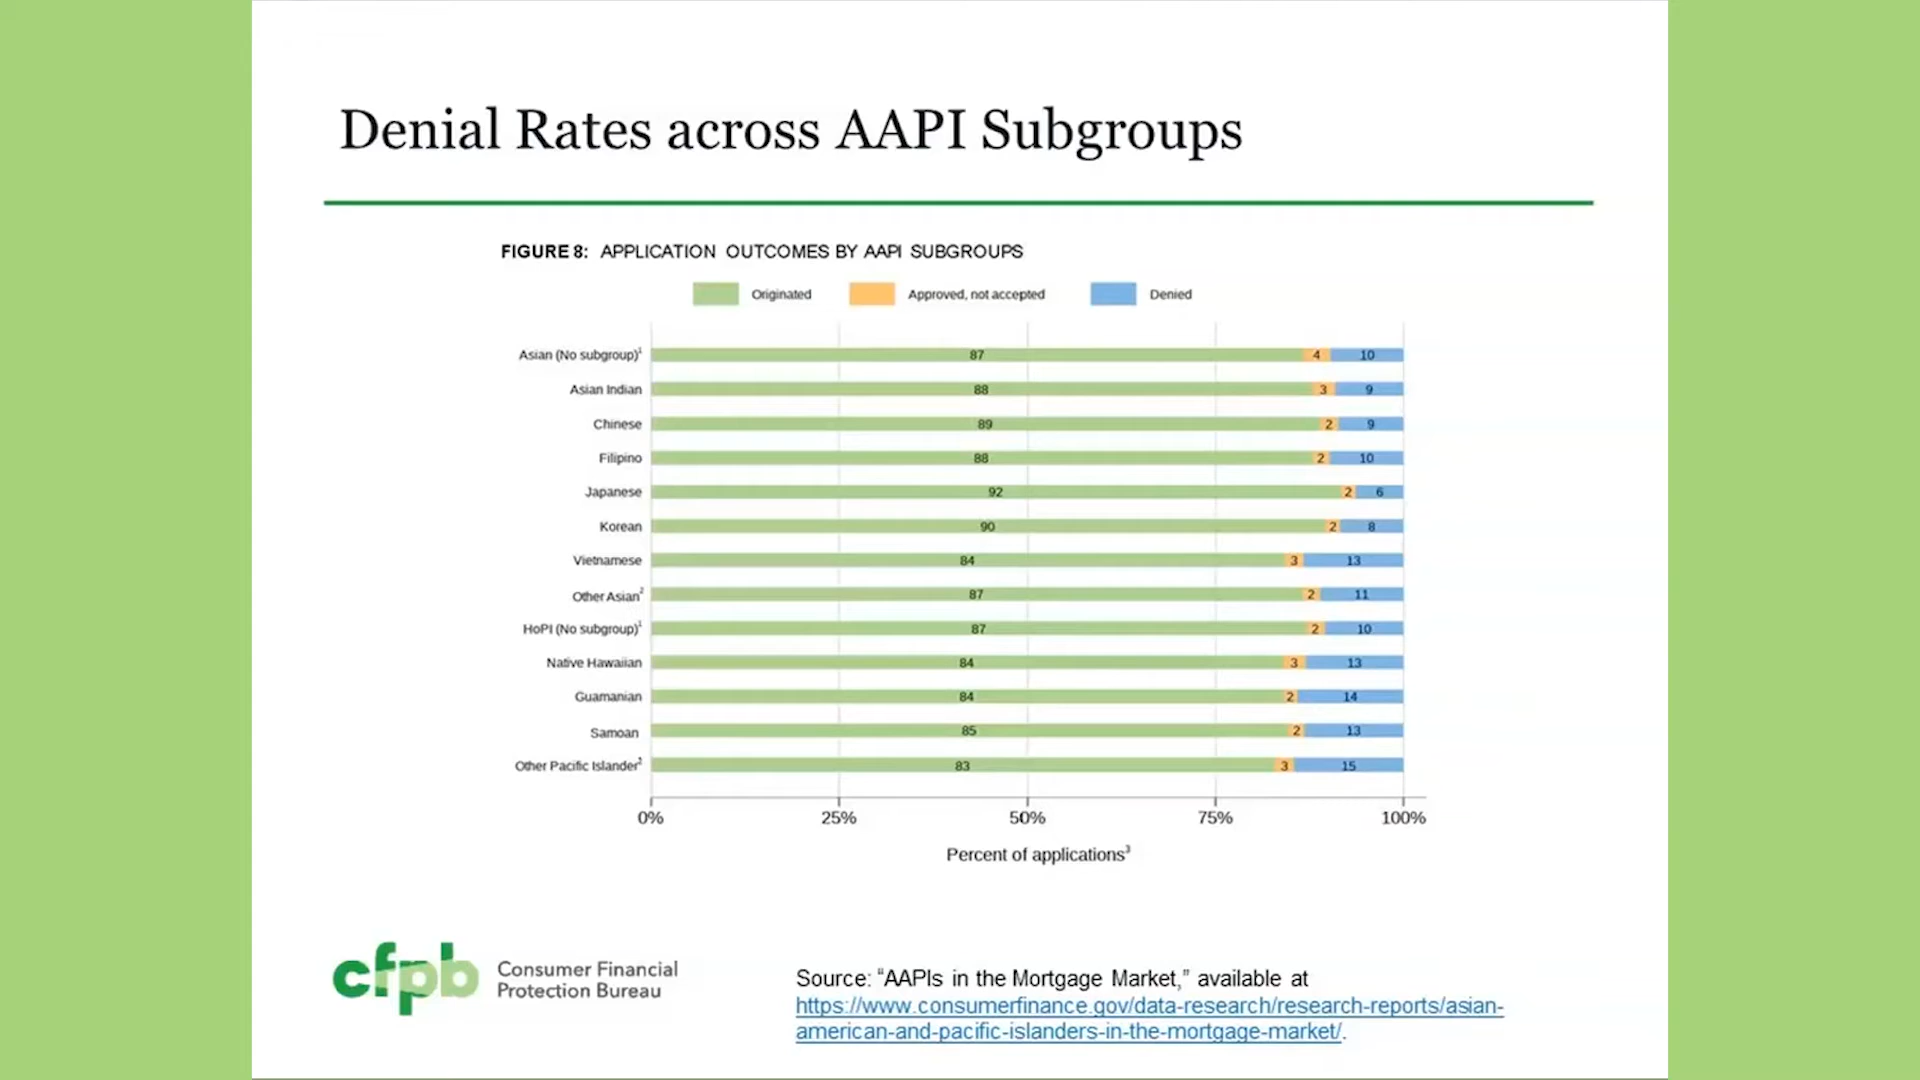 Denial Rates across AAPI Subgroups
FIGURE 8: APPLICATION OUTCOMES BY AAPI SUBGROUPS
Originated Approved, not accepted Denied
Asian (No subgroup)¹ 87 4 10
Asian Indian 88 3 9
Chinese 89 2 9
Filipino 88 2 10
Japanese 92 2 6
Korean 90 2 8
Vietnamese 84 3 13
Other Asian² 87 2 11
HoPI (No subgroup)¹ 87 2 10
Native Hawaiian 84 3 13
Guamanian 84 2 14
Samoan 85 2 13
Other Pacific Islander² 83 3 15
0% 25% 50% 75% 100%
Percent of applications³
cfpb Consumer Financial
Protection Bureau
Source: “AAPIs in the Mortgage Market,” available at
https://www.consumerfinance.gov/data-research/research-reports/asian-
american-and-pacific-islanders-in-the-mortgage-market/.